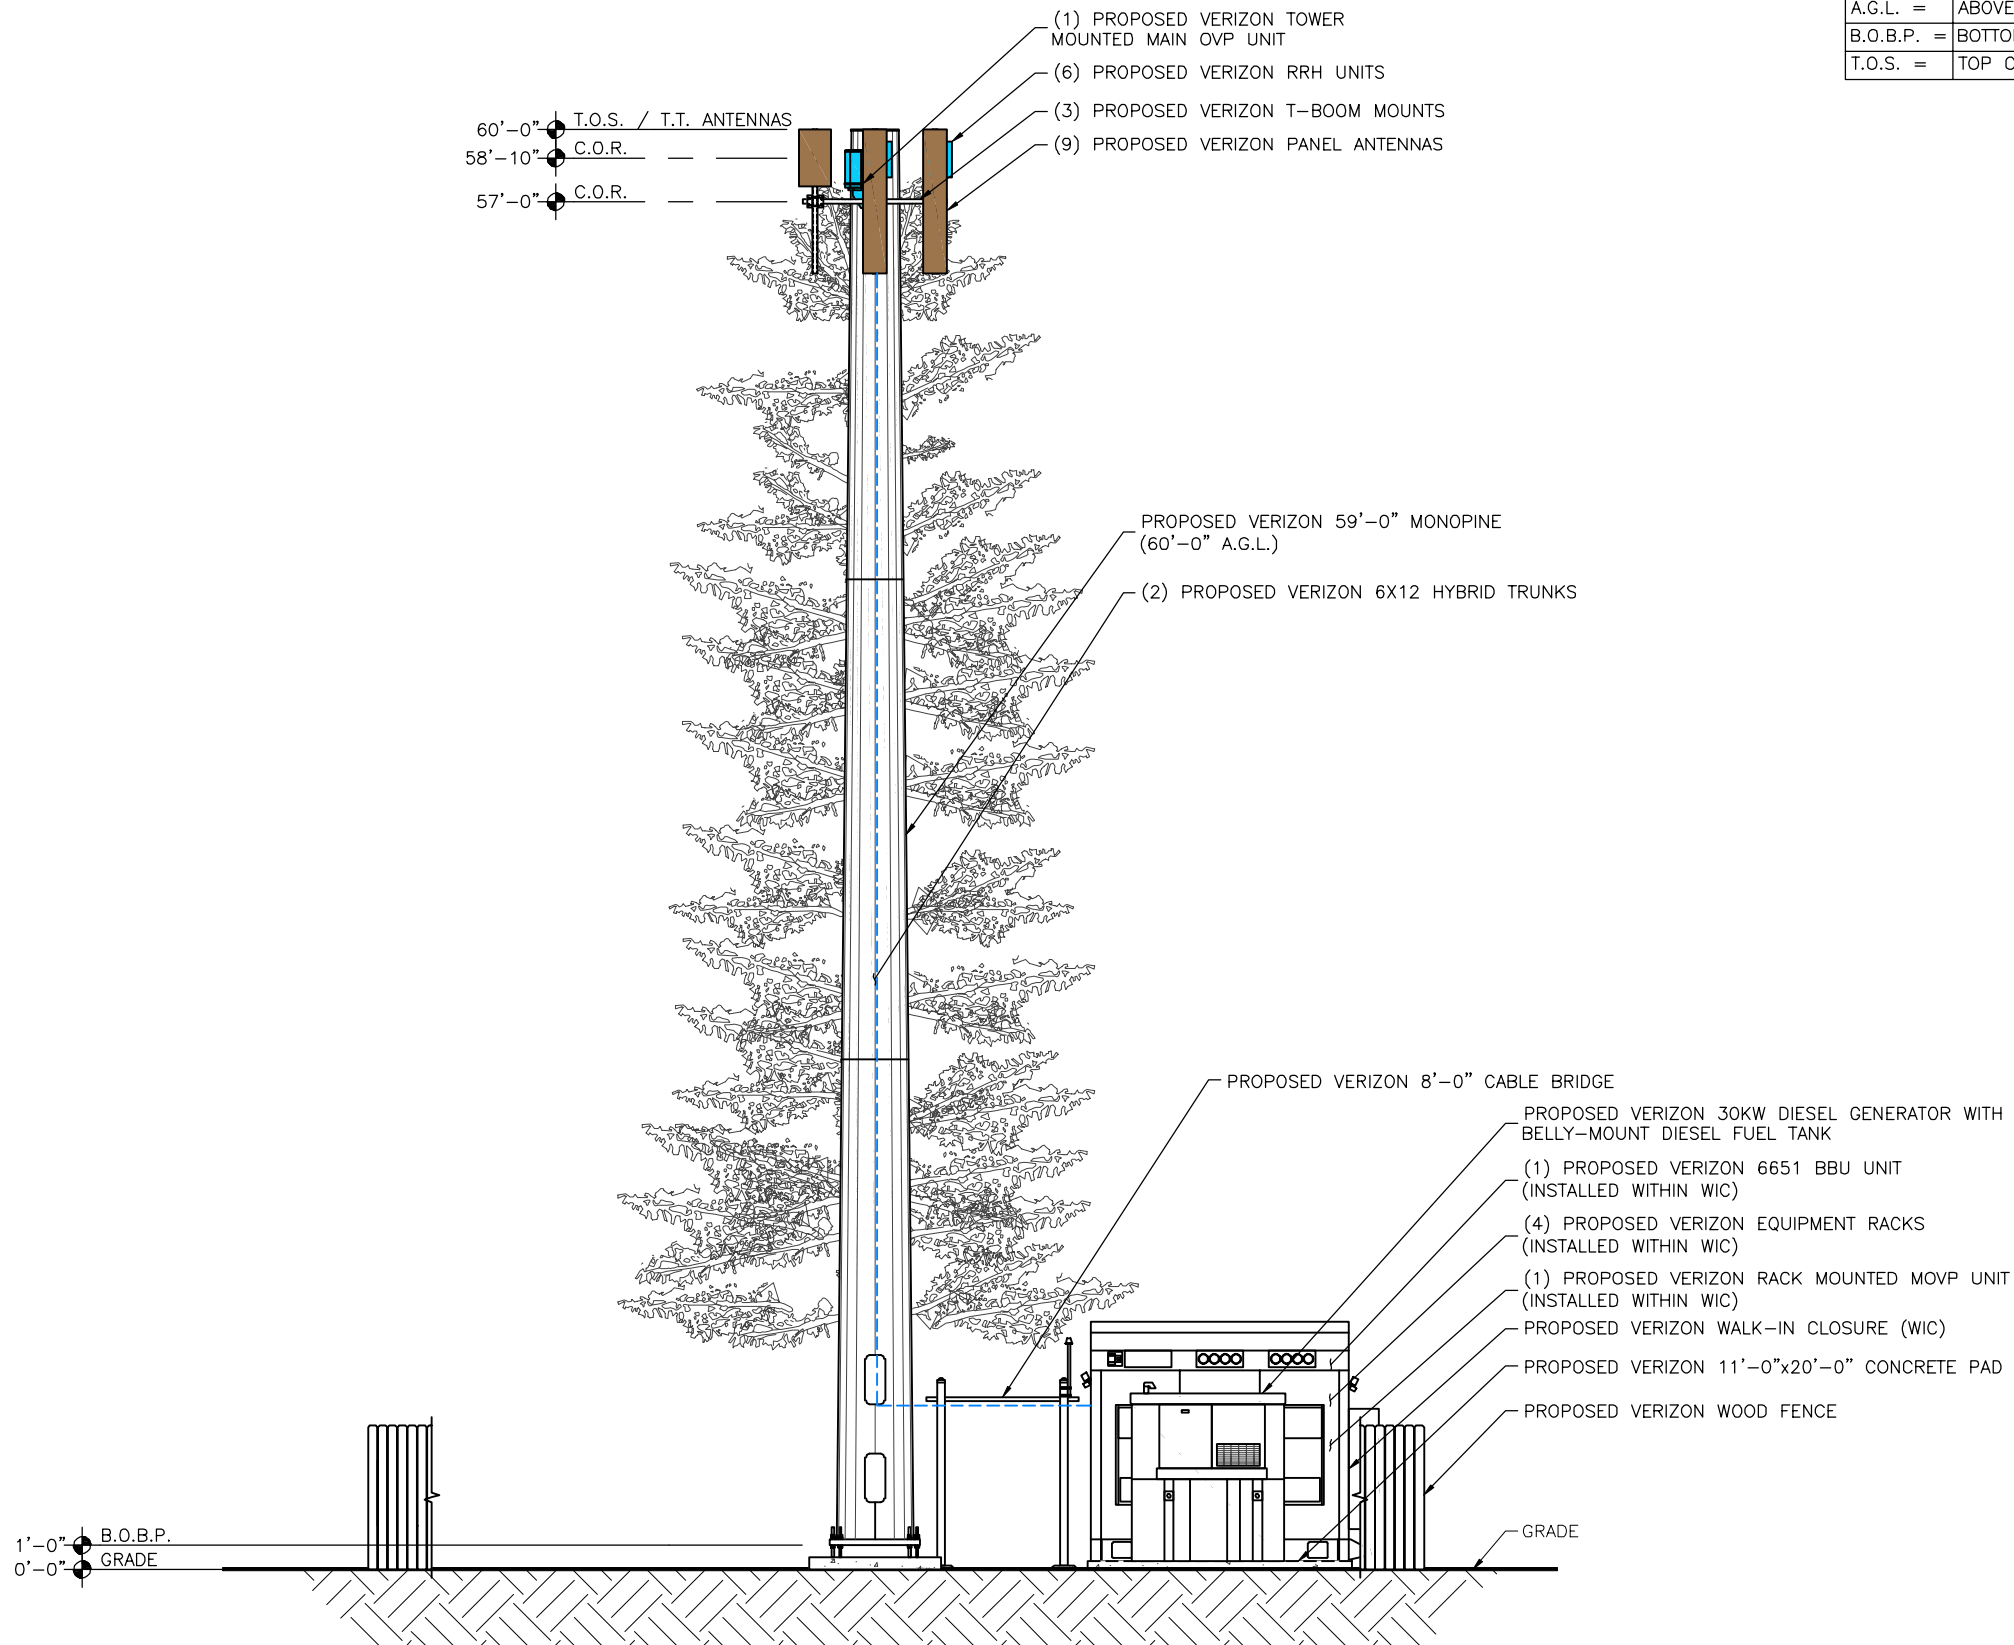 A.G.L. = ABOVE
B.O.B.P. = BOTTO
T.O.S. = TOP
(1) PROPOSED VERIZON TOWER
MOUNTED MAIN OVP UNIT
(6) PROPOSED VERIZON RRH UNITS
(3) PROPOSED VERIZON T-BOOM MOUNTS
(9) PROPOSED VERIZON PANEL ANTENNAS
60'-0" T.O.S. / T.T. ANTENNAS
58'-10" C.O.R.
57'-0" C.O.R.
PROPOSED VERIZON 59'-0" MONOPINE
(60'-0" A.G.L.)
(2) PROPOSED VERIZON 6X12 HYBRID TRUNKS
PROPOSED VERIZON 8'-0" CABLE BRIDGE
PROPOSED VERIZON 30KW DIESEL GENERATOR WITH
BELLY-MOUNT DIESEL FUEL TANK
(1) PROPOSED VERIZON 6651 BBU UNIT
(INSTALLED WITHIN WIC)
(4) PROPOSED VERIZON EQUIPMENT RACKS
(INSTALLED WITHIN WIC)
(1) PROPOSED VERIZON RACK MOUNTED MOVP UNIT
(INSTALLED WITHIN WIC)
PROPOSED VERIZON WALK-IN CLOSURE (WIC)
PROPOSED VERIZON 11'-0"x20'-0" CONCRETE PAD
PROPOSED VERIZON WOOD FENCE
GRADE
1'-0" B.O.B.P.
0'-0" GRADE